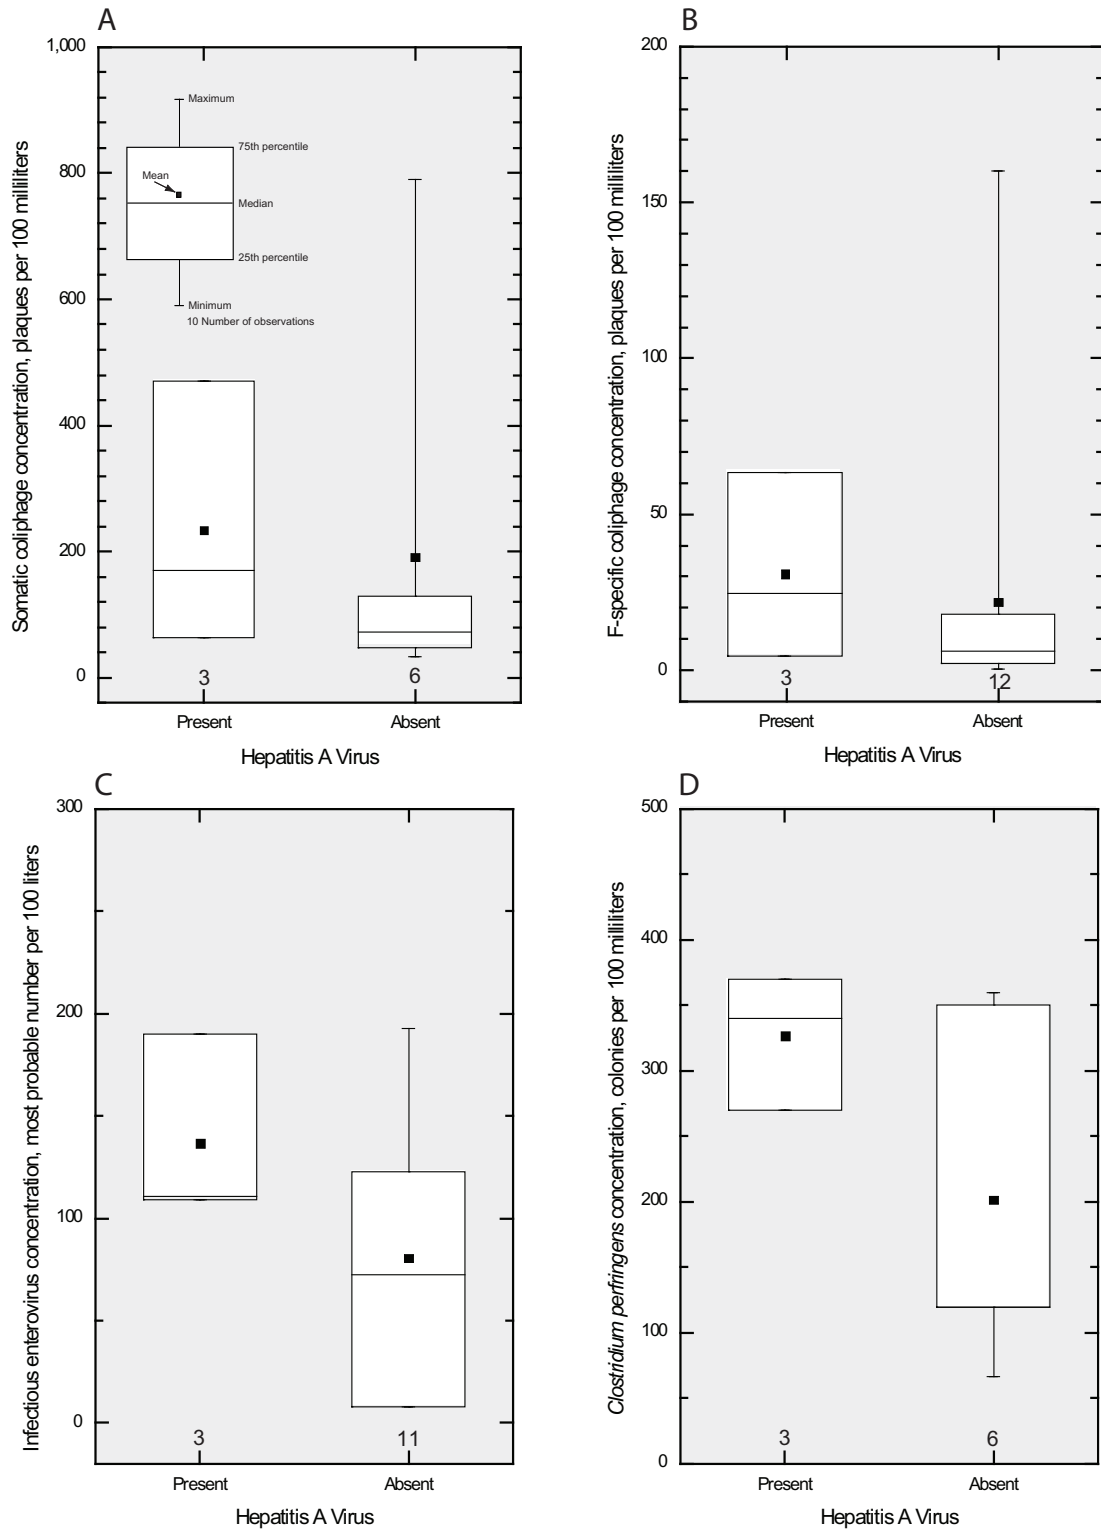 A
Somatic coliphage concentration, plaques per 100 milliliters
1,000
800
600
400
200
0
Maximum
75th percentile
Mean
Median
25th percentile
Minimum
10 Number of observations
3
6
Present
Absent
Hepatitis A Virus
B
F-specific coliphage concentration, plaques per 100 milliliters
200
150
100
50
0
3
12
Present
Absent
Hepatitis A Virus
C
Infectious enterovirus concentration, most probable number per 100 liters
300
200
100
0
3
11
Present
Absent
Hepatitis A Virus
D
Clostridium perfringens concentration, colonies per 100 milliliters
500
400
300
200
100
0
3
6
Present
Absent
Hepatitis A Virus